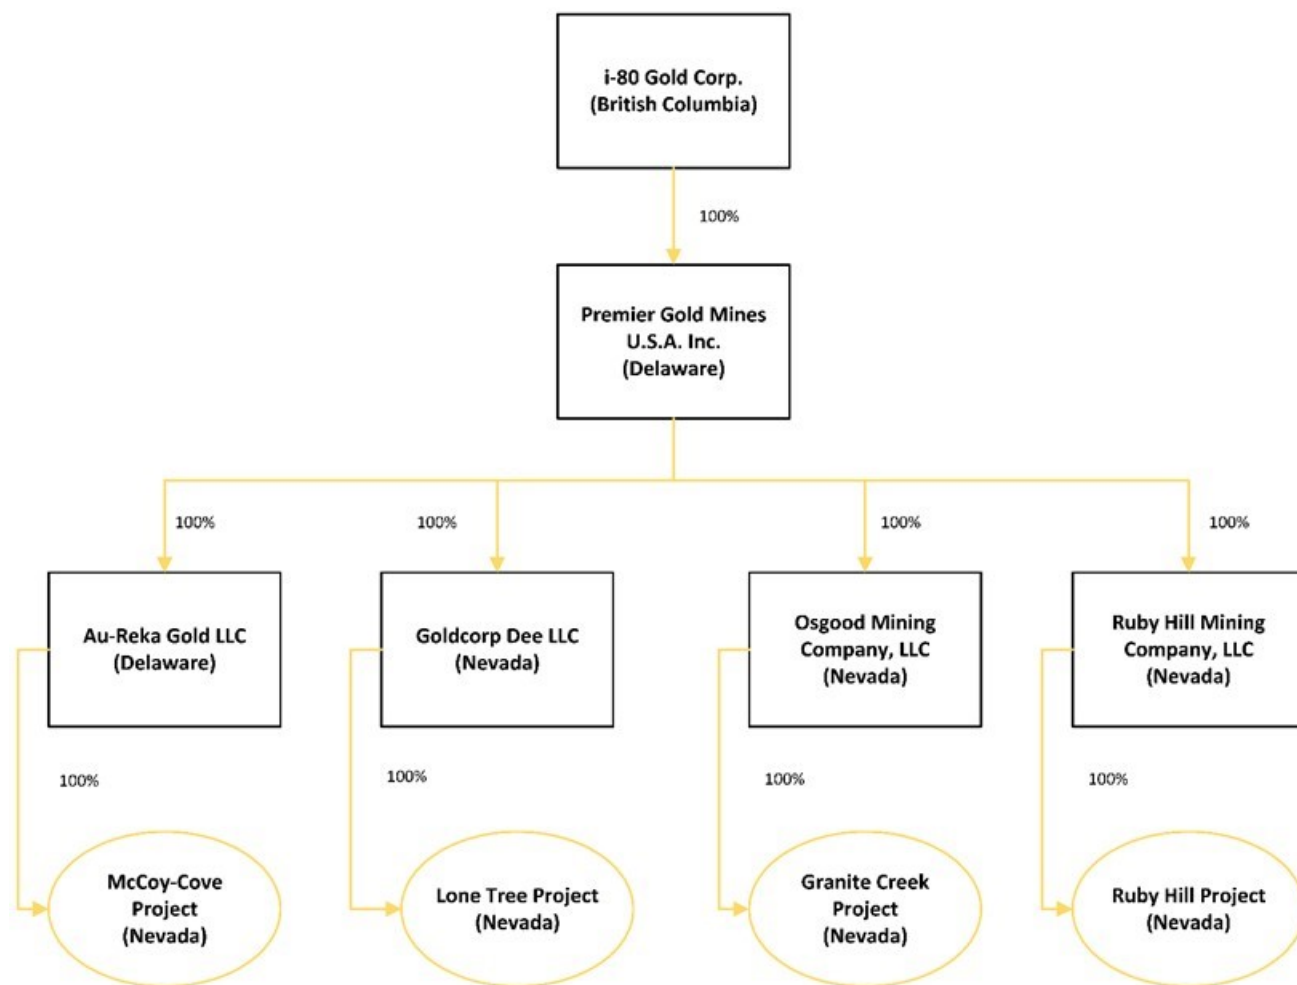 i-80 Gold Corp.
(British Columbia)
100%
Premier Gold Mines
U.S.A. Inc.
(Delaware)
100%
100%
100%
100%
Au-Reka Gold LLC
(Delaware)
Goldcorp Dee LLC
(Nevada)
Osgood Mining
Company, LLC
(Nevada)
Ruby Hill Mining
Company, LLC
(Nevada)
100%
100%
100%
100%
McCoy-Cove
Project
(Nevada)
Lone Tree Project
(Nevada)
Granite Creek
Project
(Nevada)
Ruby Hill Project
(Nevada)